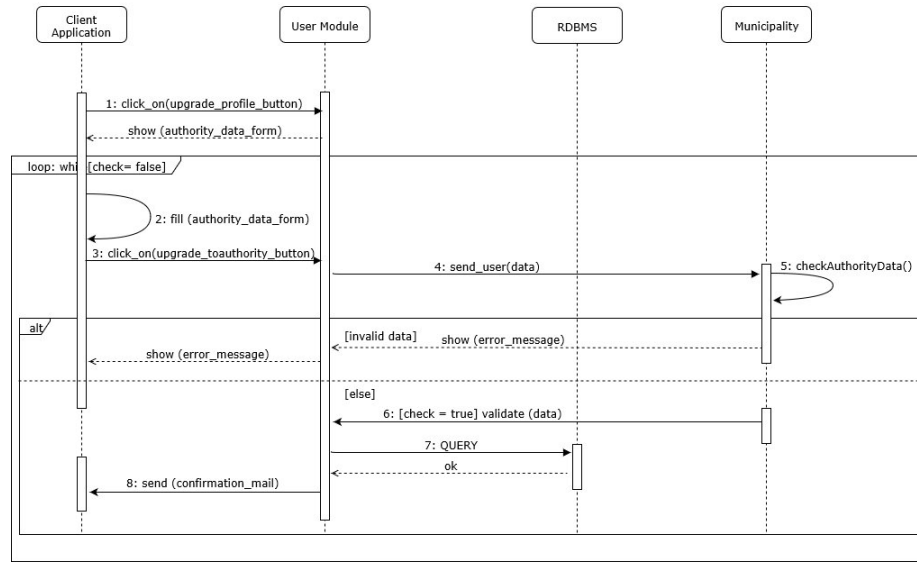 Client
Application
User Module
RDBMS
Municipality
1: click_on(upgrade_profile_button)
show (authority_data_form)
loop: whil [check= false]
2: fill (authority_data_form)
3: click_on(upgrade_toauthority_button)
4: send_user(data)
5: checkAuthorityData()
alt
[invalid data]
show (error_message)
show (error_message)
[else]
6: [check = true] validate (data)
7: QUERY
ok
8: send (confirmation_mail)